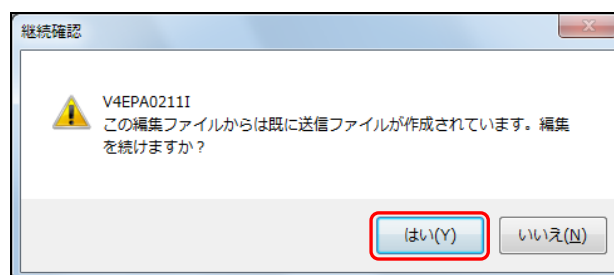 継続確認
V4EPA0211I
この編集ファイルからは既に送信ファイルが作成されています。編集
を続けますか？
はい(Y)
いいえ(N)